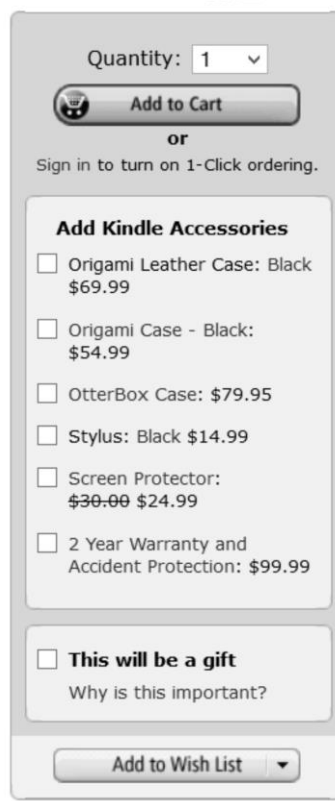 Quantity: 1
Add to Cart
or
Sign in to turn on 1-Click ordering.
Add Kindle Accessories
Origami Leather Case: Black
$69.99
Origami Case - Black:
$54.99
OtterBox Case: $79.95
Stylus: Black $14.99
Screen Protector:
$30.00 $24.99
2 Year Warranty and
Accident Protection: $99.99
This will be a gift
Why is this important?
Add to Wish List